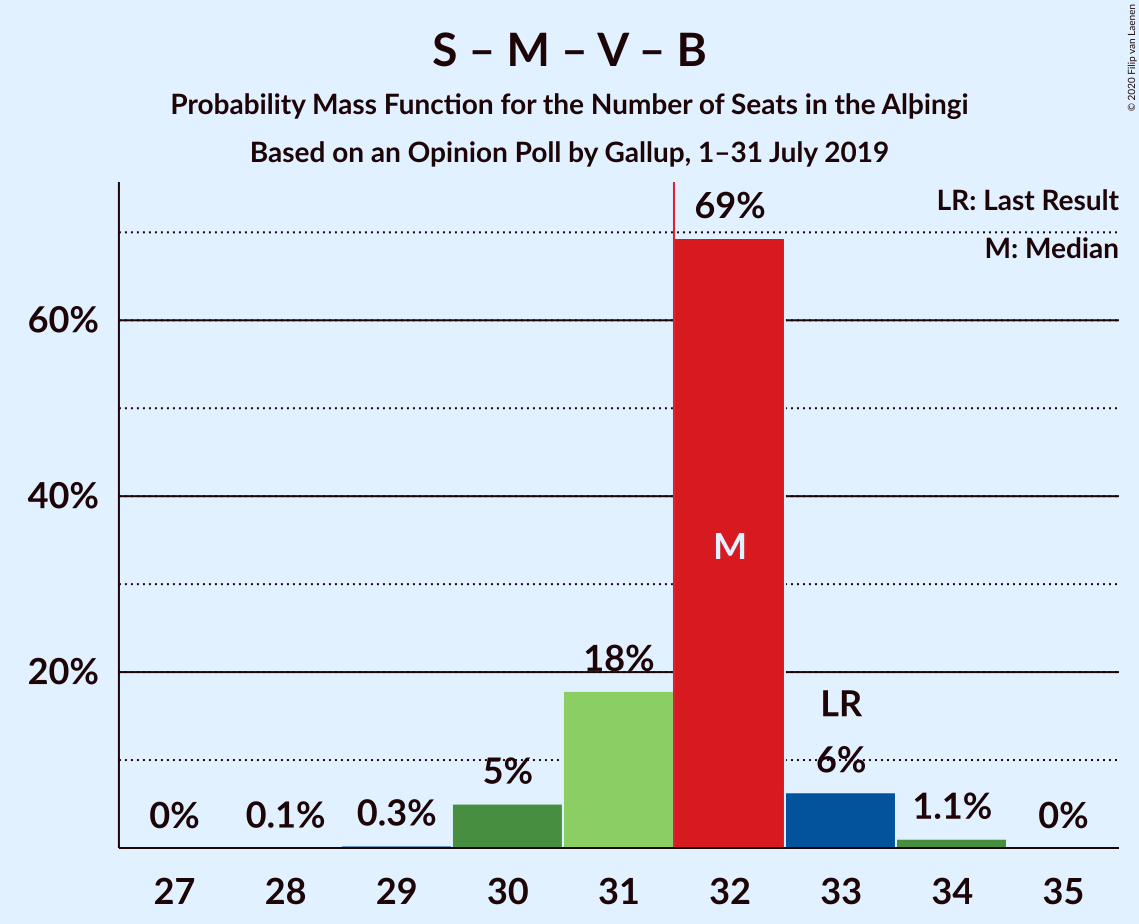 S – M – V – B
Probability Mass Function for the Number of Seats in the Alþingi
Based on an Opinion Poll by Gallup, 1–31 July 2019
© 2020 Filip van Laenen
LR: Last Result
M: Median
69%
60%
40%
M
18%
20%
LR
5%
6%
0%
0.1%
0.3%
1.1%
0%
27 28 29 30 31 32 33 34 35